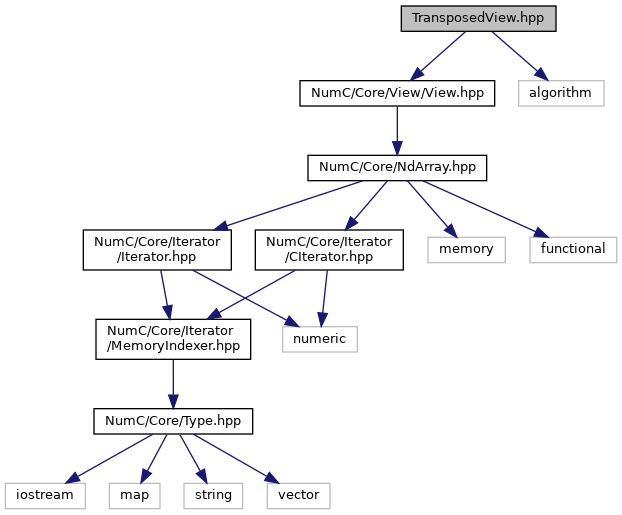 TransposedView.hpp
NumC/Core/View/View.hpp
algorithm
NumC/Core/NdArray.hpp
NumC/Core/Iterator
/Iterator.hpp
NumC/Core/Iterator
/CIterator.hpp
memory
functional
NumC/Core/Iterator
/MemoryIndexer.hpp
numeric
NumC/Core/Type.hpp
iostream
map
string
vector